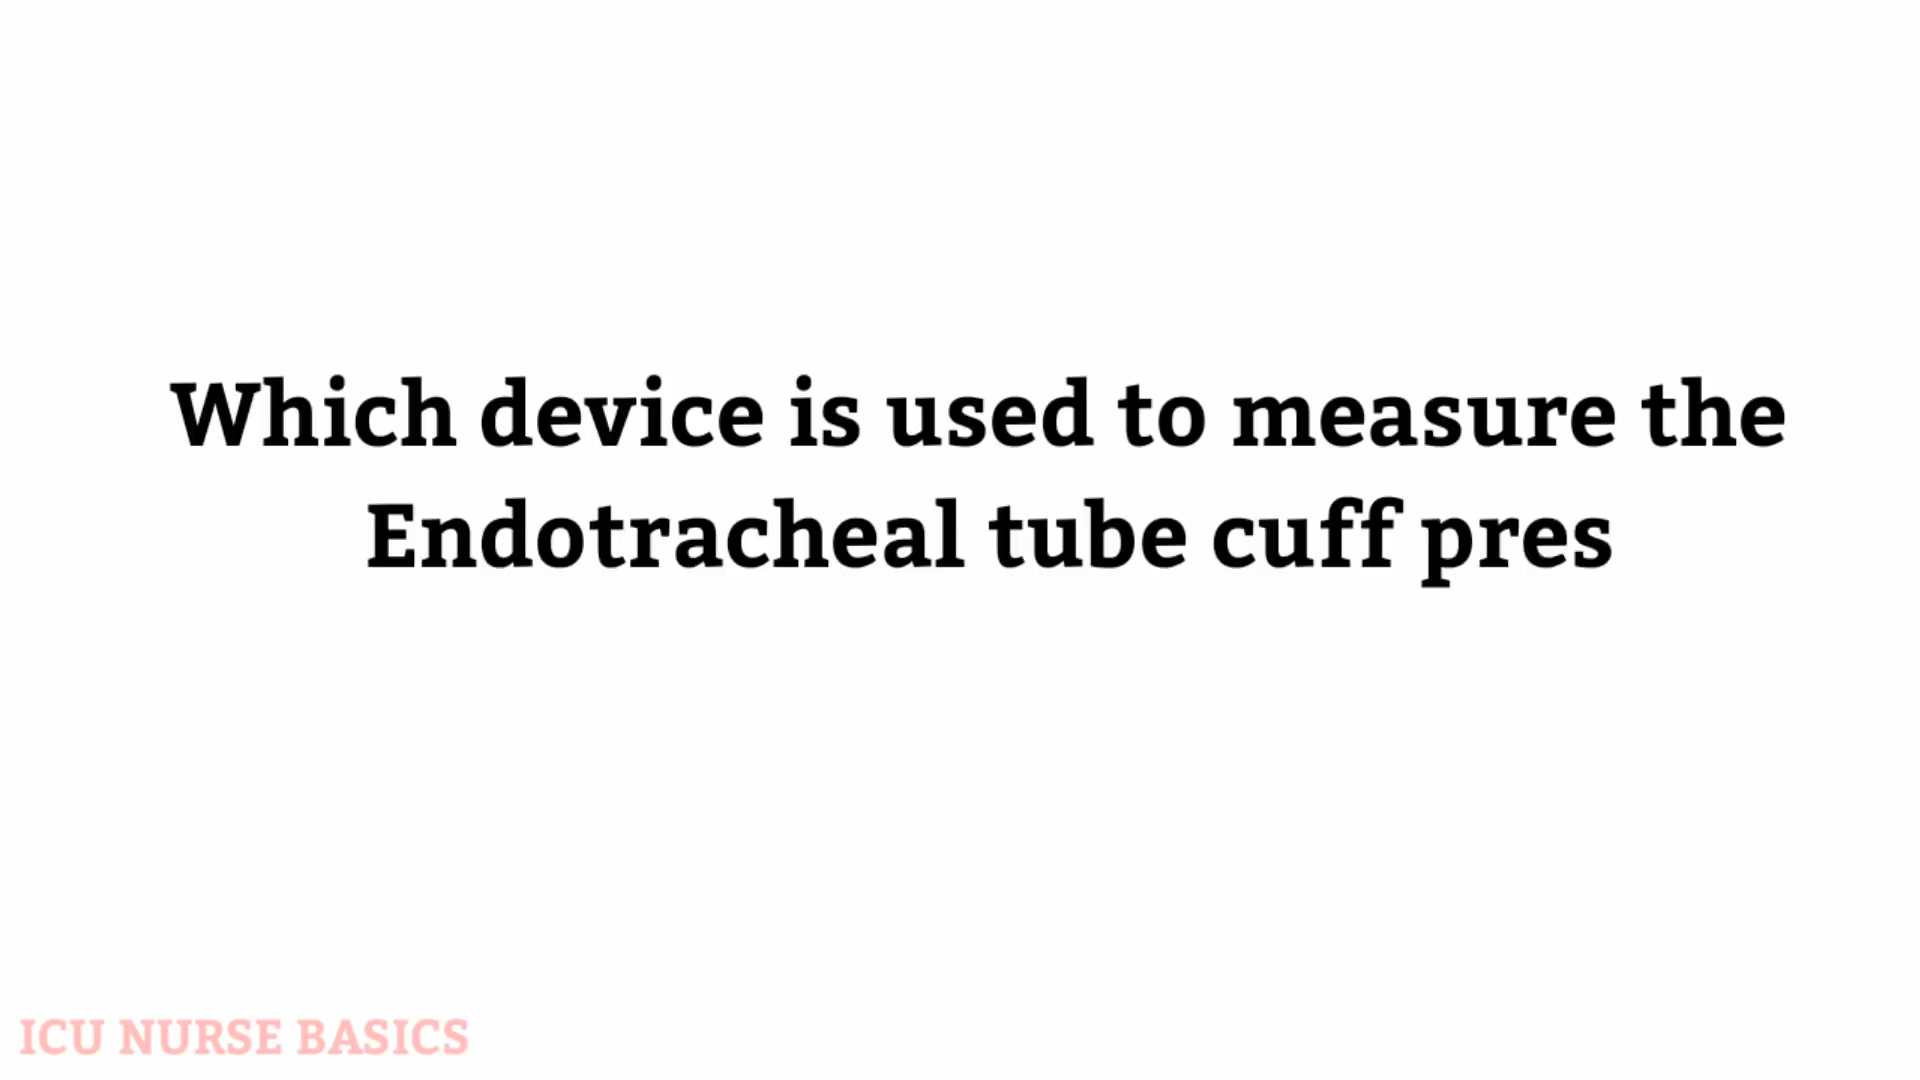 Which device is used to measure the
Endotracheal tube cuff pres
ICU NURSE BASICS